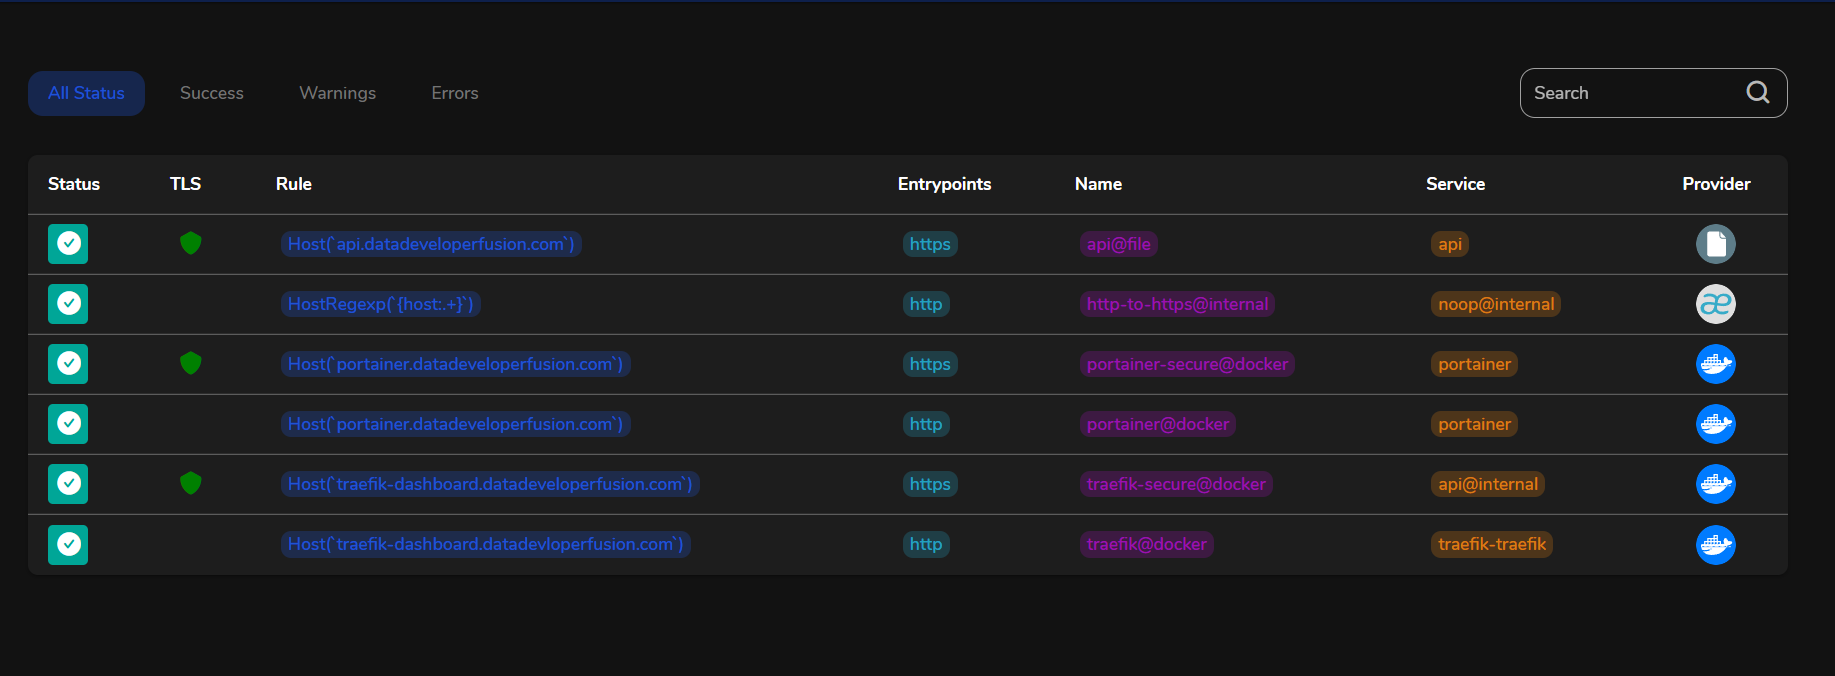 All Status Success Warnings Errors Search
Status TLS Rule Entrypoints Name Service Provider
Host(`api.datadeveloperfusion.com`) https api@file api
HostRegexp(`{host:.+}`) http http-to-https@internal noop@internal
Host(`portainer.datadeveloperfusion.com`) https portainer-secure@docker portainer
Host(`portainer.datadeveloperfusion.com`) http portainer@docker portainer
Host(`traefik-dashboard.datadeveloperfusion.com`) https traefik-secure@docker api@internal
Host(`traefik-dashboard.datadevloperfusion.com`) http traefik@docker traefik-traefik